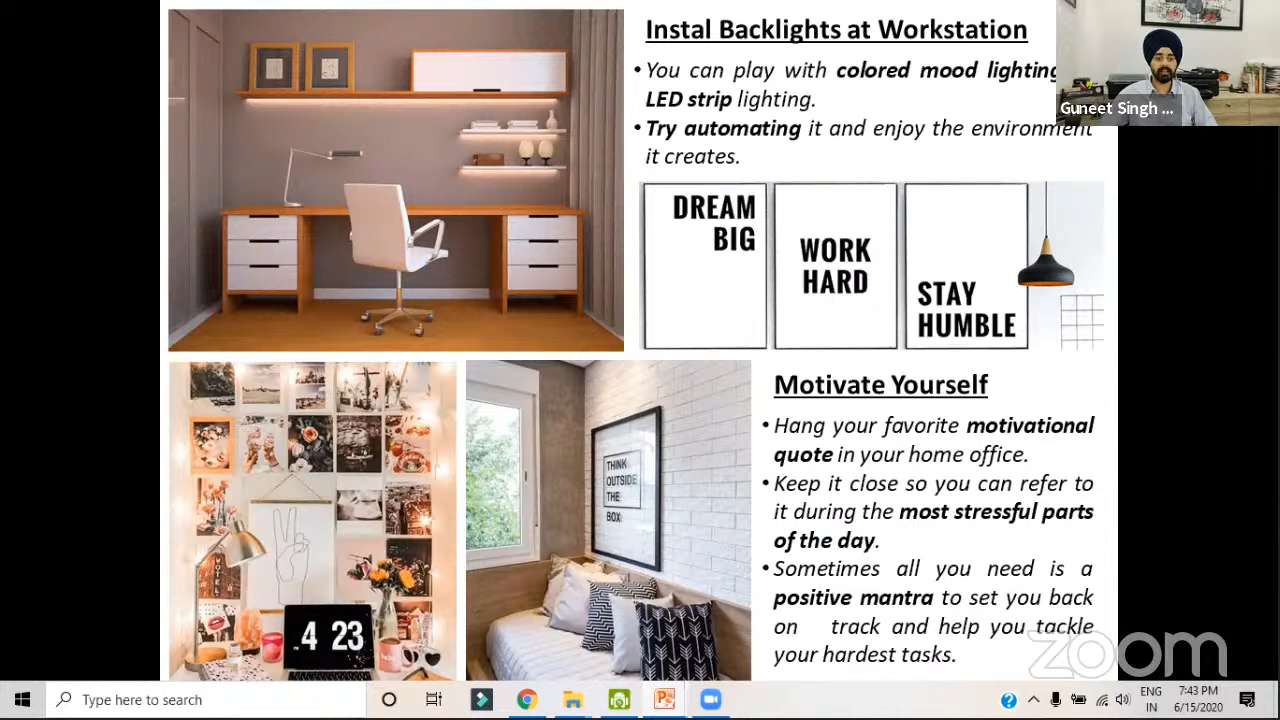 Instal Backlights at Workstation
• You can play with colored mood lighting
LED strip lighting.
• Try automating it and enjoy the environment
it creates.
Guneet Singh ...
DREAM
BIG
WORK
HARD
STAY
HUMBLE
Motivate Yourself
• Hang your favorite motivational
quote in your home office.
• Keep it close so you can refer to
it during the most stressful parts
of the day.
• Sometimes all you need is a
positive mantra to set you back
on track and help you tackle
your hardest tasks.
THINK
OUTSIDE
THE
BOX
4 23
zoom
Type here to search
ENG
IN
7:43 PM
6/15/2020